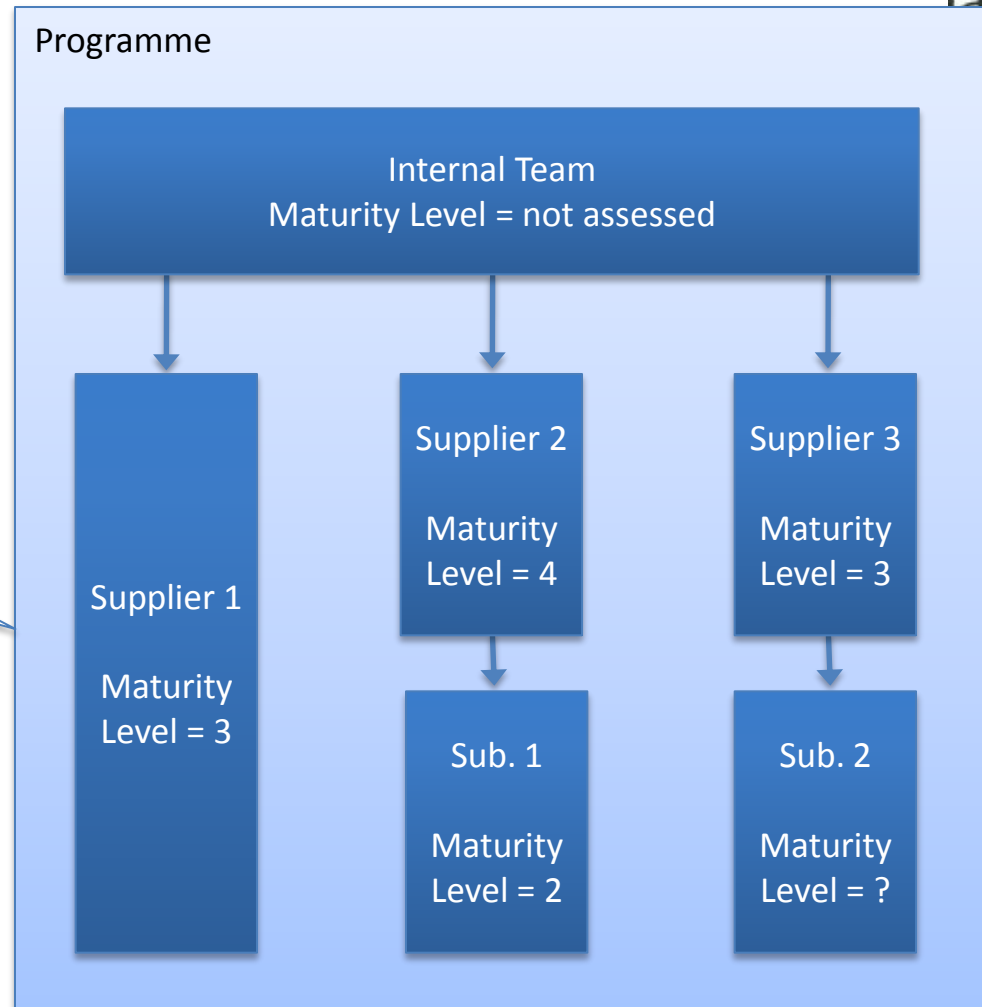 Programme
Internal Team
Maturity Level = not assessed
Supplier 1
Maturity
Level = 3
Supplier 2
Maturity
Level = 4
Supplier 3
Maturity
Level = 3
Sub. 1
Maturity
Level = 2
Sub. 2
Maturity
Level = ?